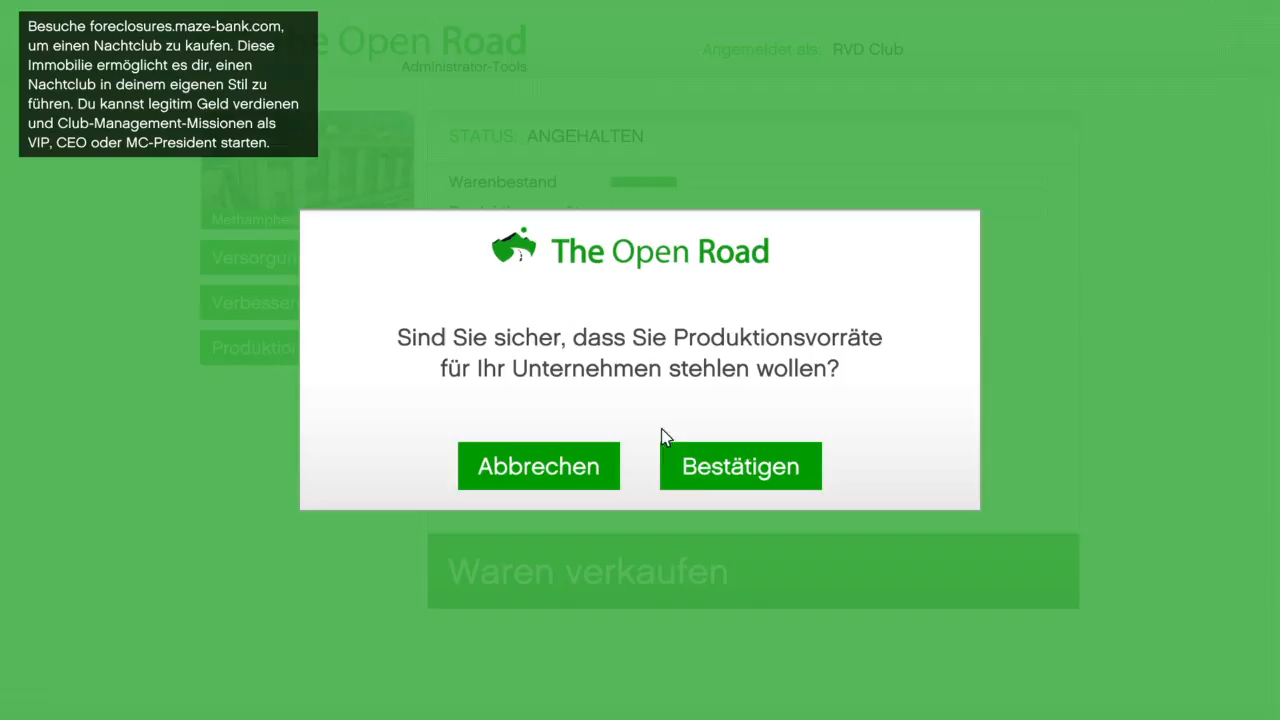 Besuche foreclosures.maze-bank.com,
um einen Nachtclub zu kaufen. Diese
Immobilie ermöglicht es dir, einen
Nachtclub in deinem eigenen Stil zu
führen. Du kannst legitim Geld verdienen
und Club-Management-Missionen als
VIP, CEO oder MC-President starten.
The Open Road
Administrator-Tools
Angemeldet als: RVD Club
STATUS: ANGEHALTEN
Warenbestand
The Open Road
Sind Sie sicher, dass Sie Produktionsvorräte
für Ihr Unternehmen stehlen wollen?
Abbrechen
Bestätigen
Waren verkaufen